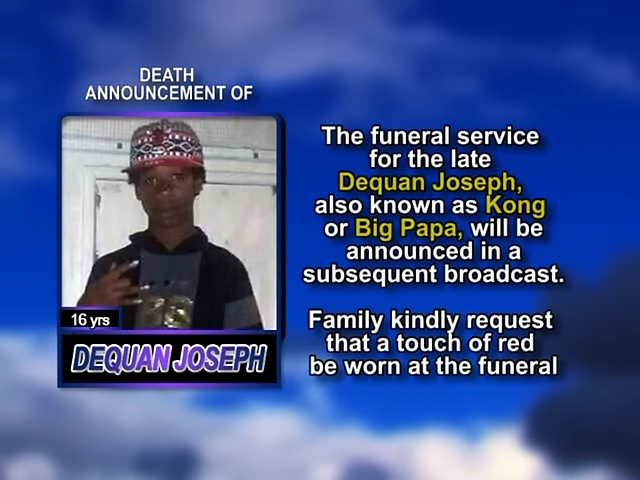 DEATH
ANNOUNCEMENT OF
16 yrs
DEQUAN JOSEPH
The funeral service
for the late
Dequan Joseph,
also known as Kong
or Big Papa, will be
announced in a
subsequent broadcast.
Family kindly request
that a touch of red
be worn at the funeral